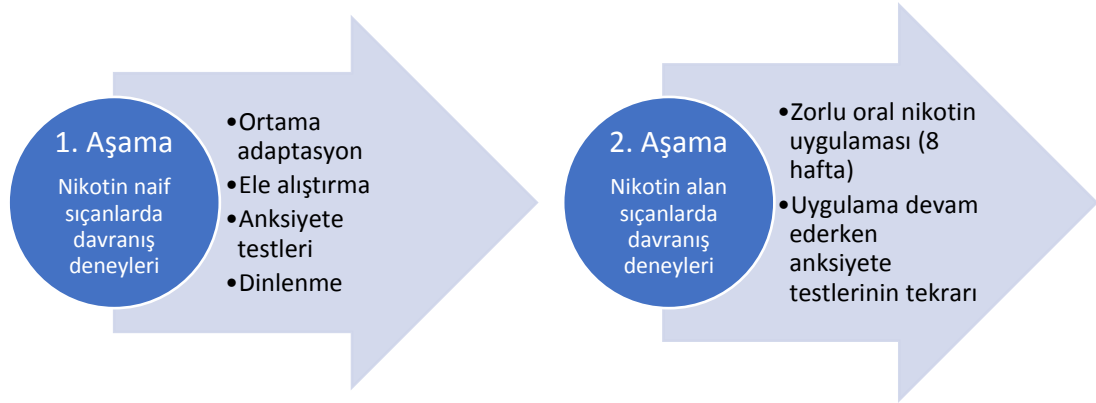 1. Aşama
Nikotin naif
sıçanlarda
davranış
deneyleri
•Ortama
adaptasyon
•Ele alıştırma
•Anksiyete
testleri
•Dinlenme
2. Aşama
Nikotin alan
sıçanlarda
davranış
deneyleri
•Zorlu oral nikotin
uygulaması (8
hafta)
•Uygulama devam
ederken
anksiyete
testlerinin tekrarı